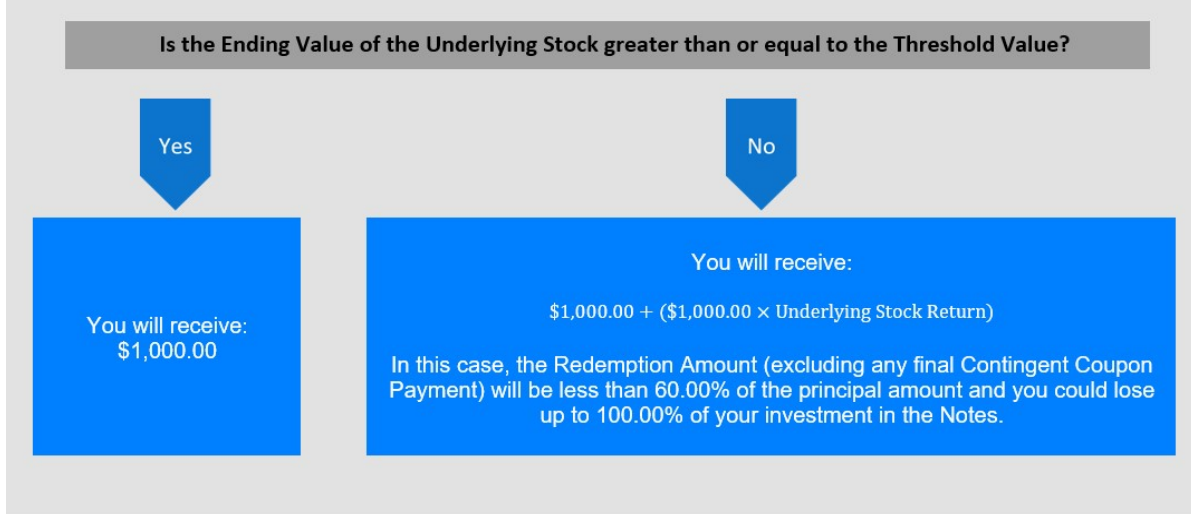 Is the Ending Value of the Underlying Stock greater than or equal to the Threshold Value?
Yes
No
You will receive:
$1,000.00
You will receive:
$1,000.00 + ($1,000.00 × Underlying Stock Return)
In this case, the Redemption Amount (excluding any final Contingent Coupon
Payment) will be less than 60.00% of the principal amount and you could lose
up to 100.00% of your investment in the Notes.